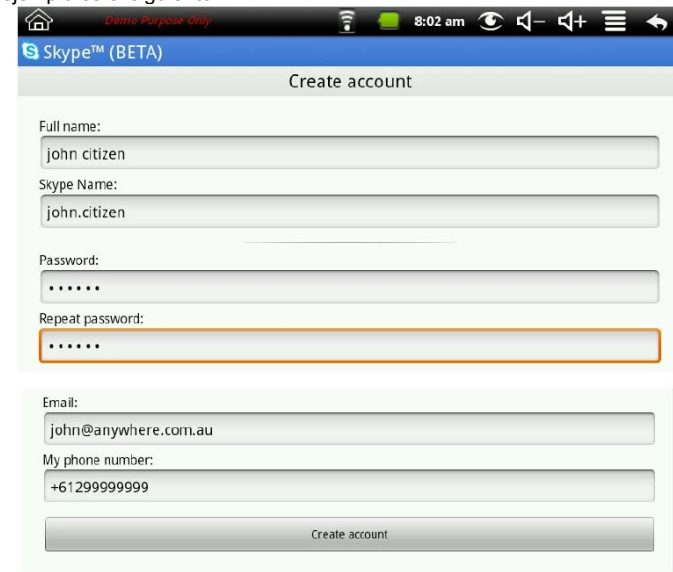 Demo Purpose Only 8:02 am
Skype™ (BETA)
Create account
Full name:
john citizen
Skype Name:
john.citizen
Password:
••••••
Repeat password:
••••••
Email:
john@anywhere.com.au
My phone number:
+61299999999
Create account